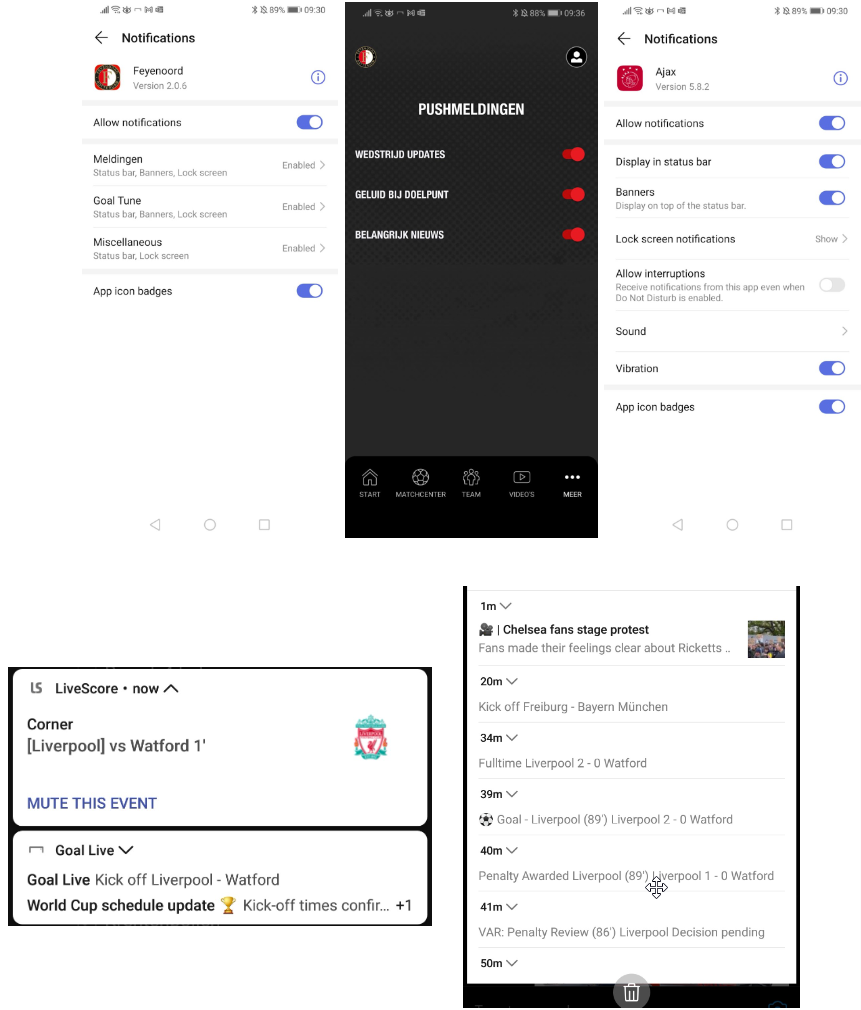 89% 09:30
Notifications
Feyenoord
Version 2.0.6
Allow notifications
Meldingen
Status bar, Banners, Lock screen
Enabled
Goal Tune
Status bar, Banners, Lock screen
Enabled
Miscellaneous
Status bar, Lock screen
Enabled
App icon badges
88% 09:36
PUSHMELDINGEN
WEDSTRIJD UPDATES
GELUID BIJ DOELPUNT
BELANGRIJK NIEUWS
START
MATCHCENTER
TEAM
VIDEO'S
MEER
89% 09:30
Notifications
Ajax
Version 5.8.2
Allow notifications
Display in status bar
Banners
Display on top of the status bar.
Lock screen notifications
Show
Allow interruptions
Receive notifications from this app even when
Do Not Disturb is enabled.
Sound
Vibration
App icon badges
LS LiveScore • now
Corner
[Liverpool] vs Watford 1'
MUTE THIS EVENT
Goal Live
Goal Live Kick off Liverpool - Watford
World Cup schedule update 🏆 Kick-off times confir... +1
1m
🎥 | Chelsea fans stage protest
Fans made their feelings clear about Ricketts ..
20m
Kick off Freiburg - Bayern München
34m
Fulltime Liverpool 2 - 0 Watford
39m
⚽ Goal - Liverpool (89') Liverpool 2 - 0 Watford
40m
Penalty Awarded Liverpool (89') Liverpool 1 - 0 Watford
41m
VAR: Penalty Review (86') Liverpool Decision pending
50m